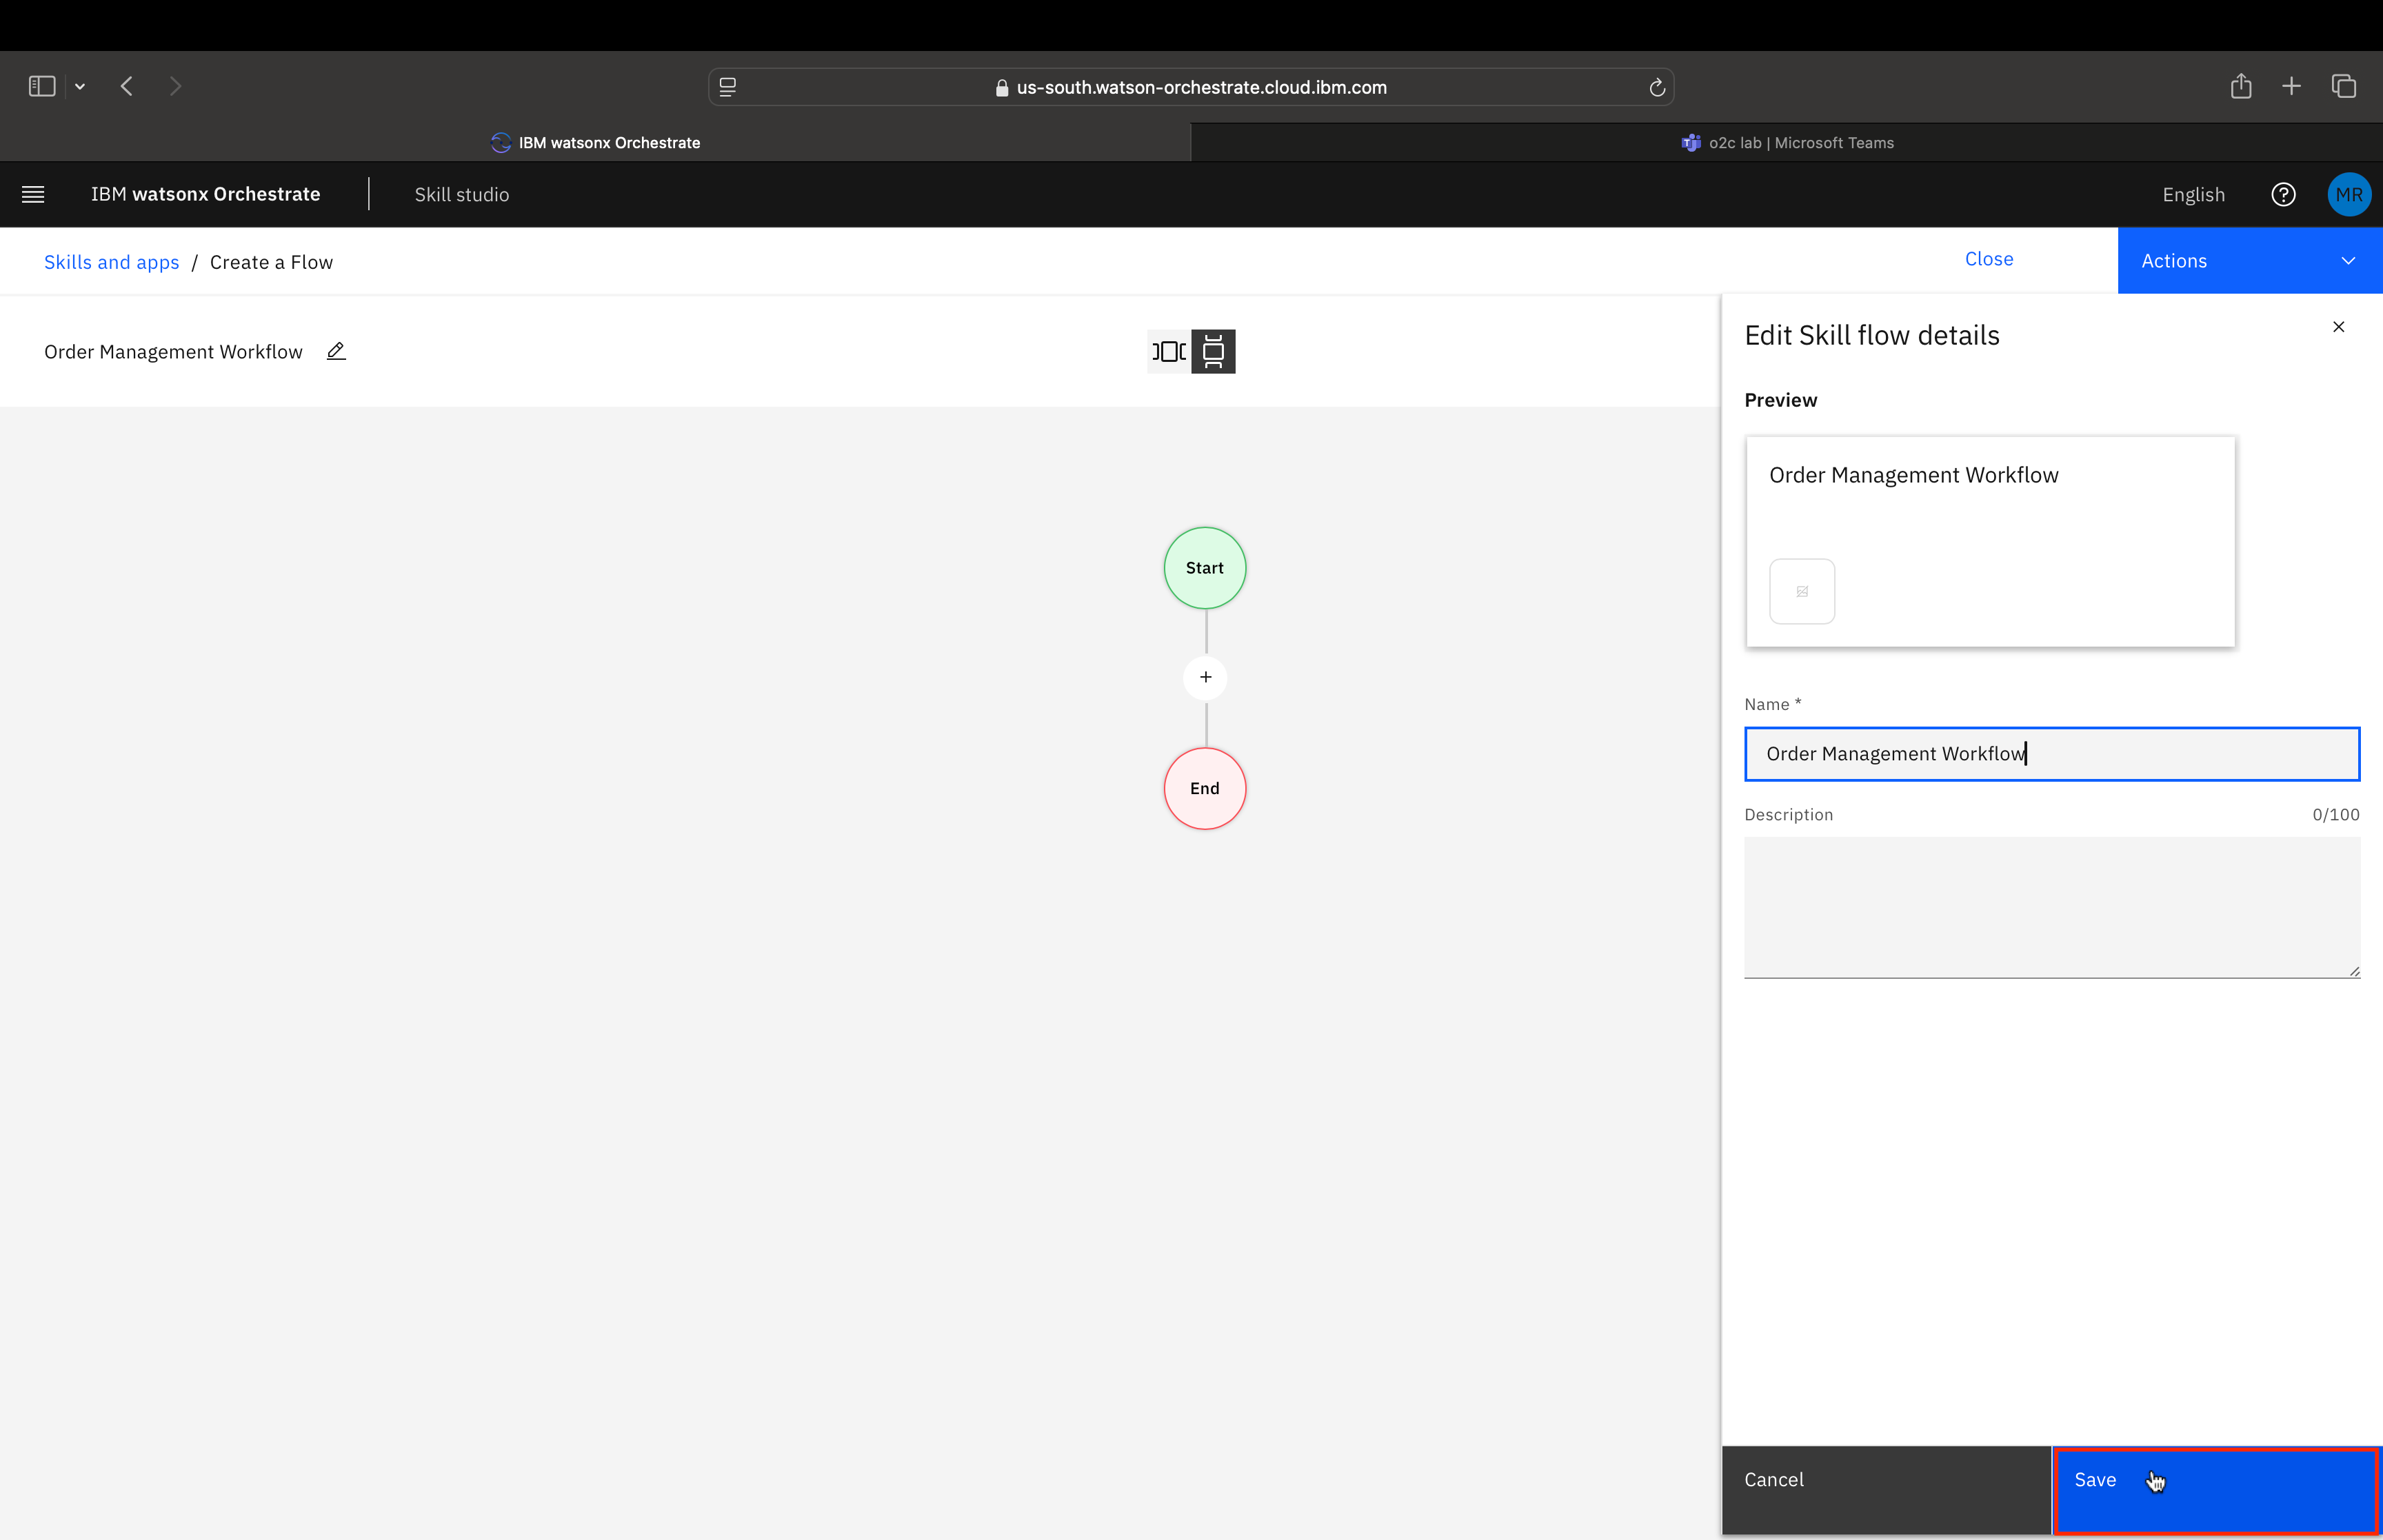 us-south.watson-orchestrate.cloud.ibm.com
IBM watsonx Orchestrate
o2c lab | Microsoft Teams
IBM watsonx Orchestrate
Skill studio
English
MR
Skills and apps / Create a Flow
Close
Actions
Order Management Workflow
Edit Skill flow details
Preview
Order Management Workflow
Start
+
End
Name *
Order Management Workflow
Description
0/100
Cancel
Save